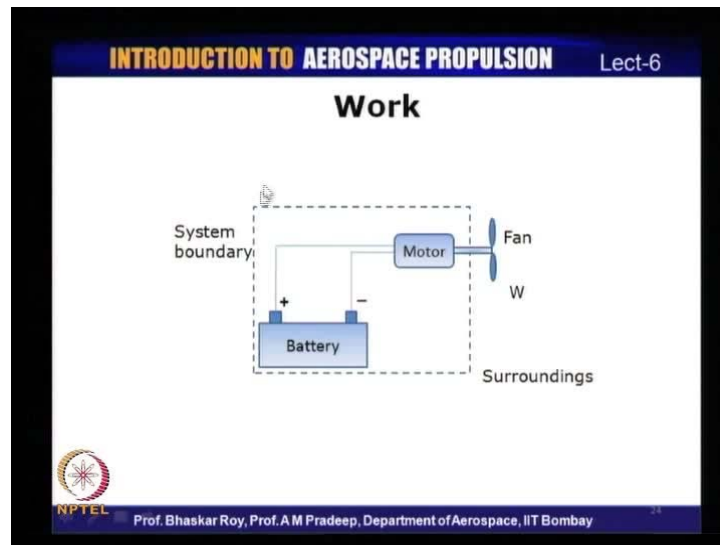 INTRODUCTION TO AEROSPACE PROPULSION Lect-6
Work
System
boundary
Motor
Fan
W
+ −
Battery
Surroundings
NPTEL
Prof. Bhaskar Roy, Prof. A M Pradeep, Department of Aerospace, IIT Bombay
24